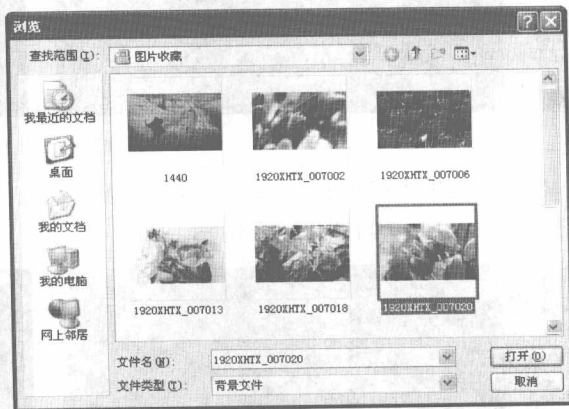 浏览
查找范围(I): 图片收藏
我最近的文档
桌面
我的文档
我的电脑
网上邻居
1440
1920XHTX_007002
1920XHTX_007006
1920XHTX_007013
1920XHTX_007018
1920XHTX_007020
文件名(N): 1920XHTX_007020
打开(O)
文件类型(T): 背景文件
取消